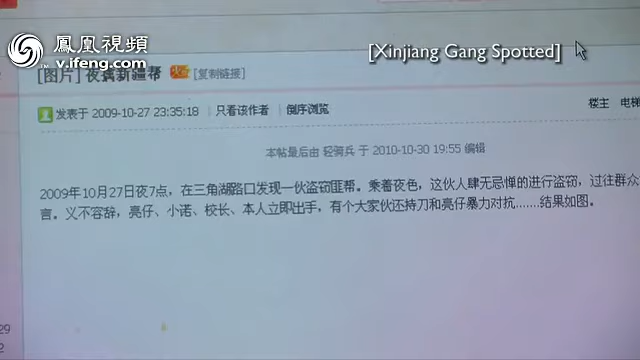 鳳凰視頻
v.ifeng.com
[Xinjiang Gang Spotted]
[图片] 夜擒新疆帮 [复制链接]
发表于 2009-10-27 23:35:18 | 只看该作者 | 倒序浏览
楼主 电梯
本帖最后由 轻骑兵 于 2010-10-30 19:55 编辑
2009年10月27日夜7点，在三角湖路口发现一伙盗窃匪帮。乘着夜色，这伙人肆无忌惮的进行盗窃，过往群众
言。义不容辞，亮仔、小诺、校长、本人立即出手，有个大家伙还持刀和亮仔暴力对抗.......结果如图。
29
2